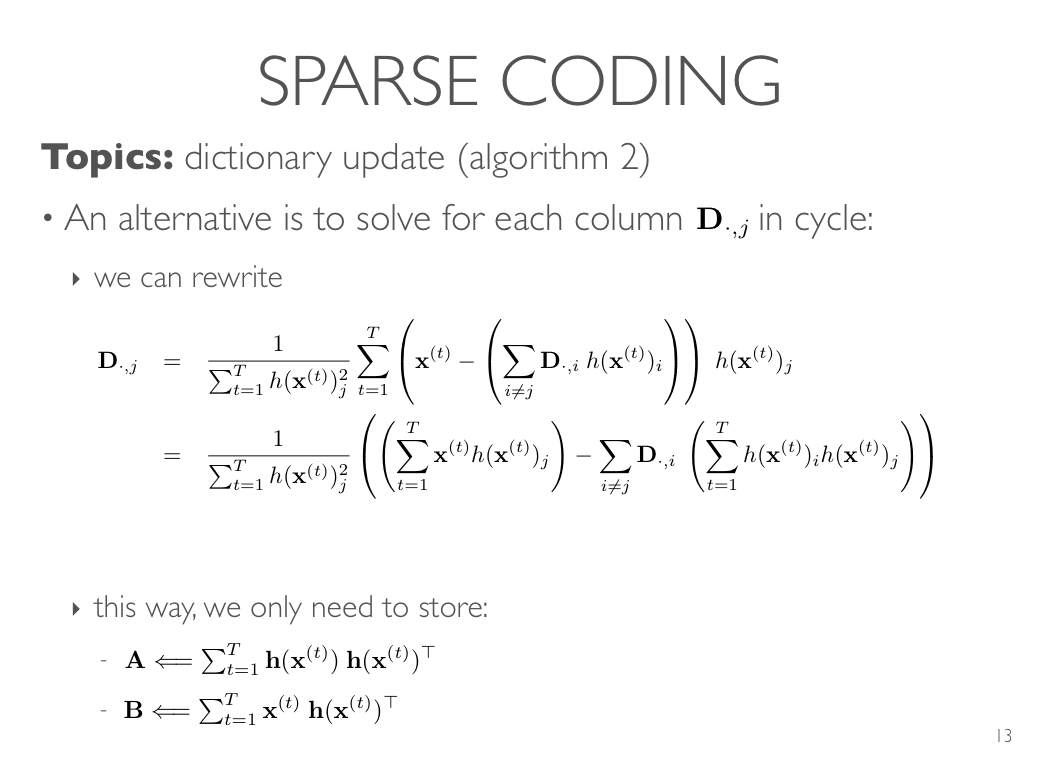 SPARSE CODING
Topics: dictionary update (algorithm 2)
• An alternative is to solve for each column $\mathbf{D}_{\cdot,j}$ in cycle:
‣ we can rewrite
$\mathbf{D}_{\cdot,j} = \frac{1}{\sum_{t=1}^{T} h(\mathbf{x}^{(t)})_j^2} \sum_{t=1}^{T} \left( \mathbf{x}^{(t)} - \left( \sum_{i \neq j} \mathbf{D}_{\cdot,i} \, h(\mathbf{x}^{(t)})_i \right) \right) h(\mathbf{x}^{(t)})_j$
$= \frac{1}{\sum_{t=1}^{T} h(\mathbf{x}^{(t)})_j^2} \left( \left( \sum_{t=1}^{T} \mathbf{x}^{(t)} h(\mathbf{x}^{(t)})_j \right) - \sum_{i \neq j} \mathbf{D}_{\cdot,i} \left( \sum_{t=1}^{T} h(\mathbf{x}^{(t)})_i h(\mathbf{x}^{(t)})_j \right) \right)$
‣ this way, we only need to store:
- $\mathbf{A} \Longleftarrow \sum_{t=1}^{T} \mathbf{h}(\mathbf{x}^{(t)}) \, \mathbf{h}(\mathbf{x}^{(t)})^\top$
- $\mathbf{B} \Longleftarrow \sum_{t=1}^{T} \mathbf{x}^{(t)} \, \mathbf{h}(\mathbf{x}^{(t)})^\top$
13